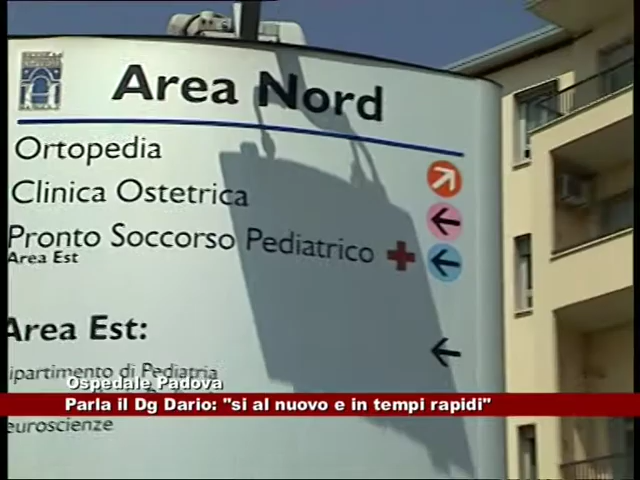 Area Nord
Ortopedia
Clinica Ostetrica
Pronto Soccorso Pediatrico
Area Est
Area Est:
ipartimento di Pediatria
Ospedale Padova
Parla il Dg Dario: "si al nuovo e in tempi rapidi"
euroscienze